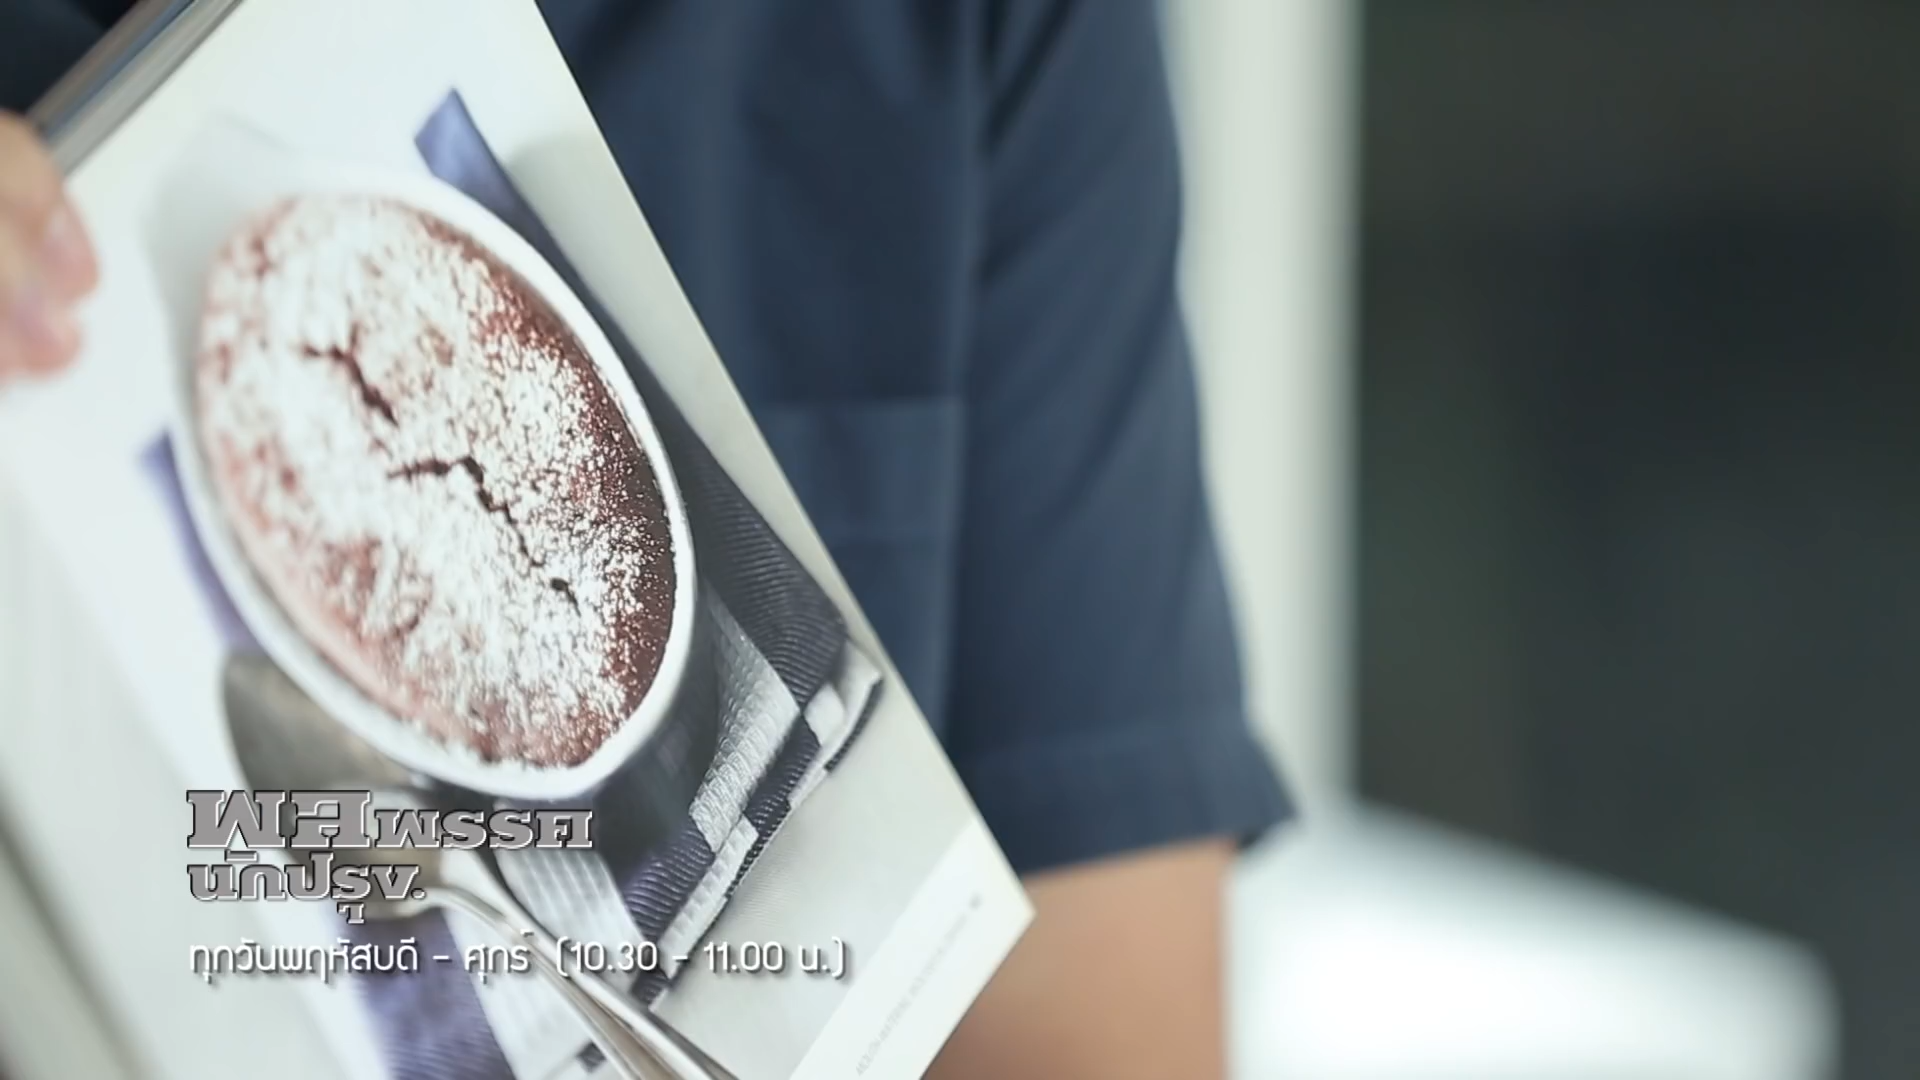 พลพรรค
นักปรุง.
ทุกวันพฤหัสบดี - ศุกร์ (10.30 - 11.00 น.)